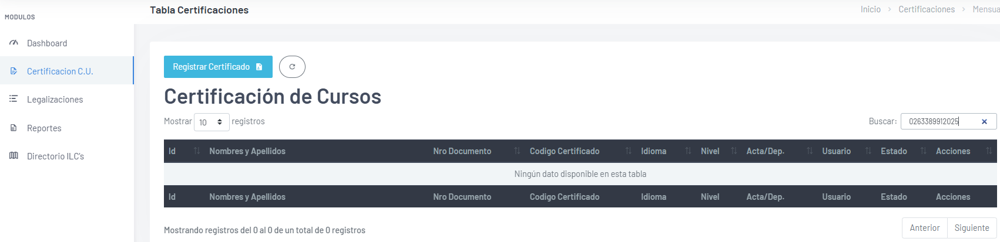 Tabla Certificaciones
Inicio > Certificaciones > Mensua
MODULOS
Dashboard
Certificacion C.U.
Legalizaciones
Reportes
Directorio ILC's
Registrar Certificado
Certificación de Cursos
Mostrar 10 registros
Buscar: 0263389912025
Id Nombres y Apellidos Nro Documento Codigo Certificado Idioma Nivel Acta/Dep. Usuario Estado Acciones
Ningún dato disponible en esta tabla
Id Nombres y Apellidos Nro Documento Codigo Certificado Idioma Nivel Acta/Dep. Usuario Estado Acciones
Mostrando registros del 0 al 0 de un total de 0 registros
Anterior Siguiente